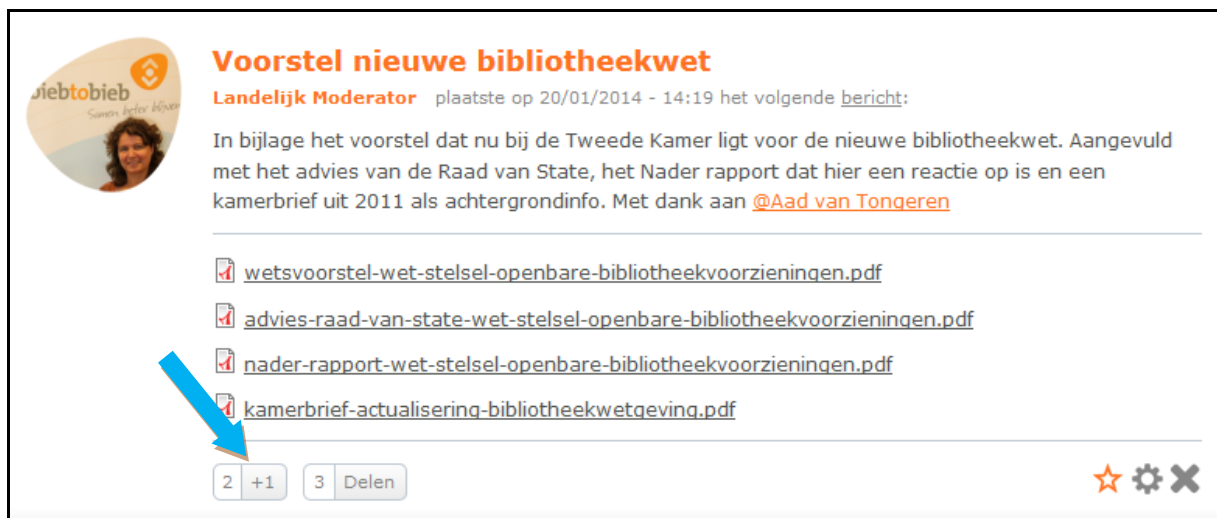 biebtobieb
Samen beter blijven
Voorstel nieuwe bibliotheekwet
Landelijk Moderator plaatste op 20/01/2014 - 14:19 het volgende bericht:
In bijlage het voorstel dat nu bij de Tweede Kamer ligt voor de nieuwe bibliotheekwet. Aangevuld
met het advies van de Raad van State, het Nader rapport dat hier een reactie op is en een
kamerbrief uit 2011 als achtergrondinfo. Met dank aan @Aad van Tongeren
wetsvoorstel-wet-stelsel-openbare-bibliotheekvoorzieningen.pdf
advies-raad-van-state-wet-stelsel-openbare-bibliotheekvoorzieningen.pdf
nader-rapport-wet-stelsel-openbare-bibliotheekvoorzieningen.pdf
kamerbrief-actualisering-bibliotheekwetgeving.pdf
2 +1 3 Delen